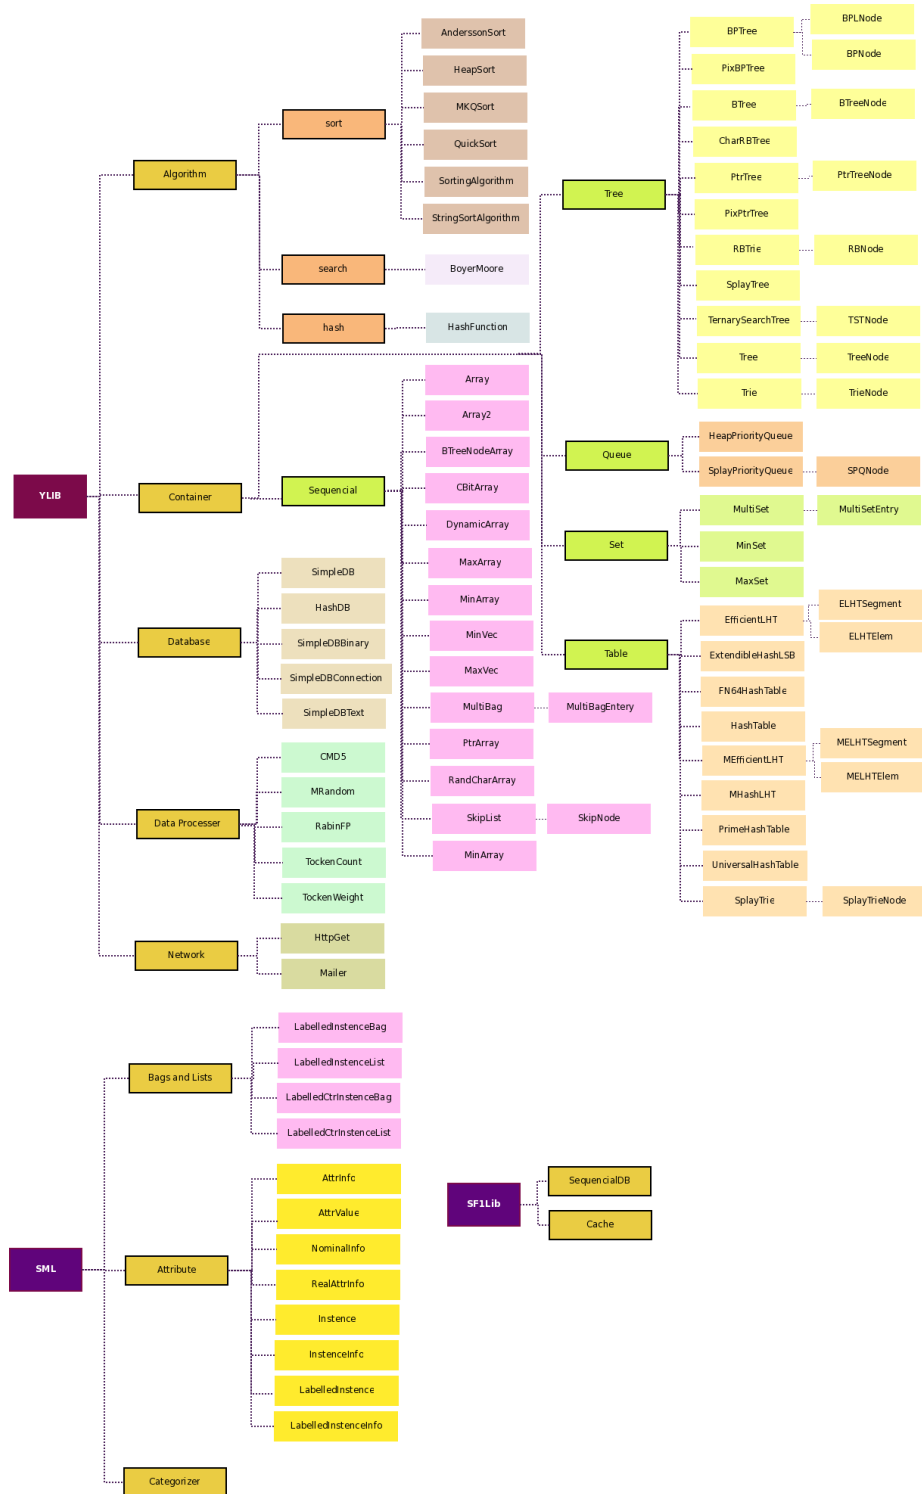 YLIB
Algorithm
sort
AnderssonSort
HeapSort
MKQSort
QuickSort
SortingAlgorithm
StringSortAlgorithm
search
BoyerMoore
hash
HashFunction
Container
Sequencial
Array
Array2
BTreeNodeArray
CBitArray
DynamicArray
MaxArray
MinArray
MinVec
MaxVec
MultiBag
MultiBagEntery
PtrArray
RandCharArray
SkipList
SkipNode
MinArray
Tree
BPTree
BPLNode
BPNode
PixBPTree
BTree
BTreeNode
CharRBTree
PtrTree
PtrTreeNode
PixPtrTree
RBTrie
RBNode
SplayTree
TernarySearchTree
TSTNode
Tree
TreeNode
Trie
TrieNode
Queue
HeapPriorityQueue
SplayPriorityQueue
SPQNode
Set
MultiSet
MultiSetEntry
MinSet
MaxSet
Table
EfficientLHT
ELHTSegment
ELHTElem
ExtendibleHashLSB
FN64HashTable
HashTable
MEfficientLHT
MELHTSegment
MELHTElem
MHashLHT
PrimeHashTable
UniversalHashTable
SplayTrie
SplayTrieNode
Database
SimpleDB
HashDB
SimpleDBBinary
SimpleDBConnection
SimpleDBText
Data Processer
CMD5
MRandom
RabinFP
TockenCount
TockenWeight
Network
HttpGet
Mailer
SML
Bags and Lists
LabelledInstenceBag
LabelledInstenceList
LabelledCtrInstenceBag
LabelledCtrInstenceList
Attribute
AttrInfo
AttrValue
NominalInfo
RealAttrInfo
Instence
InstenceInfo
LabelledInstence
LabelledInstenceInfo
Categorizer
SF1Lib
SequencialDB
Cache